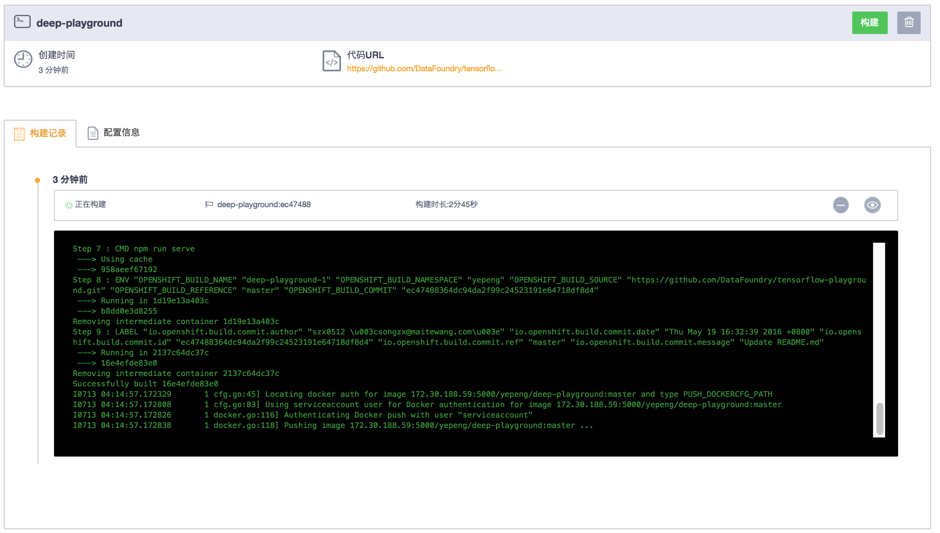 deep-playground
构建
创建时间
3 分钟前
代码URL
https://github.com/DataFoundry/tensorflo...
构建记录
配置信息
3 分钟前
正在构建
deep-playground:ec47488
构建时长:2分45秒
Step 7 : CMD npm run serve
---> Using cache
---> 958aeef67192
Step 8 : ENV "OPENSHIFT_BUILD_NAME" "deep-playground-1" "OPENSHIFT_BUILD_NAMESPACE" "yepeng" "OPENSHIFT_BUILD_SOURCE" "https://github.com/DataFoundry/tensorflow-playgrou
nd.git" "OPENSHIFT_BUILD_REFERENCE" "master" "OPENSHIFT_BUILD_COMMIT" "ec47488364dc94da2f99c24523191e64718df8d4"
---> Running in 1d19e13a403c
---> b8dd0e3d8255
Removing intermediate container 1d19e13a403c
Step 9 : LABEL "io.openshift.build.commit.author" "szx0512 \u003csongzx@maitewang.com\u003e" "io.openshift.build.commit.date" "Thu May 19 16:32:39 2016 +0800" "io.opens
hift.build.commit.id" "ec47488364dc94da2f99c24523191e64718df8d4" "io.openshift.build.commit.ref" "master" "io.openshift.build.commit.message" "Update README.md"
---> Running in 2137c64dc37c
---> 16e4efde83e0
Removing intermediate container 2137c64dc37c
Successfully built 16e4efde83e0
I0713 04:14:57.172329 1 cfg.go:45] Locating docker auth for image 172.30.188.59:5000/yepeng/deep-playground:master and type PUSH_DOCKERCFG_PATH
I0713 04:14:57.172808 1 cfg.go:83] Using serviceaccount user for Docker authentication for image 172.30.188.59:5000/yepeng/deep-playground:master
I0713 04:14:57.172826 1 docker.go:116] Authenticating Docker push with user "serviceaccount"
I0713 04:14:57.172838 1 docker.go:118] Pushing image 172.30.188.59:5000/yepeng/deep-playground:master ...